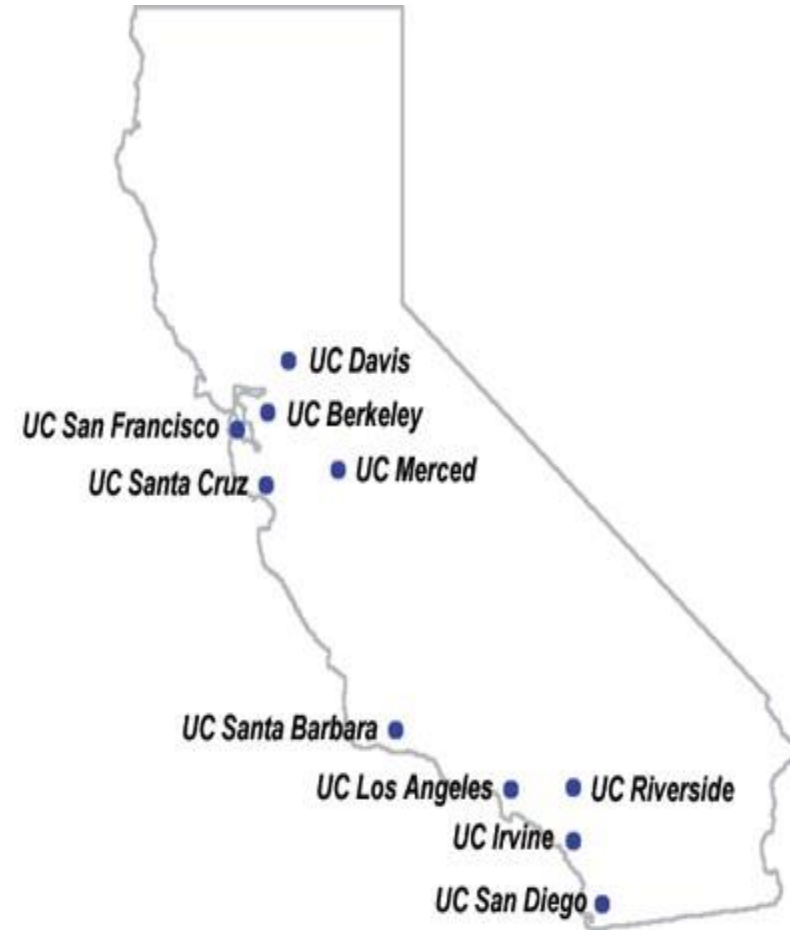 UC Davis
UC Berkeley
UC San Francisco
UC Merced
UC Santa Cruz
UC Santa Barbara
UC Los Angeles
UC Riverside
UC Irvine
UC San Diego